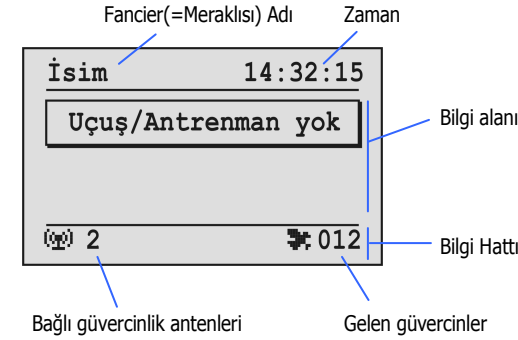 Fancier(=Meraklısı) Adı Zaman
İsim 14:32:15
Uçuş/Antrenman yok
Bilgi alanı
2 012
Bilgi Hattı
Bağlı güvercinlik antenleri Gelen güvercinler